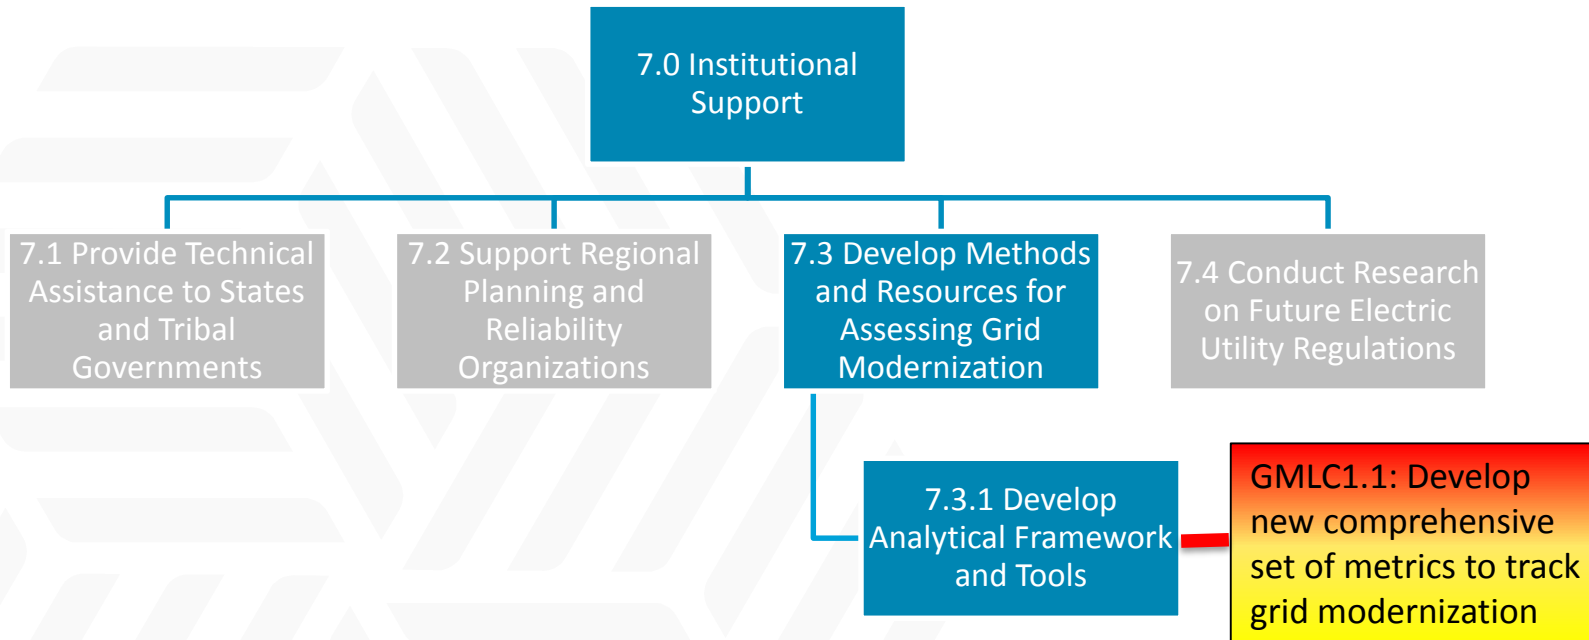 7.0 Institutional
Support
7.1 Provide Technical
Assistance to States
and Tribal
Governments
7.2 Support Regional
Planning and
Reliability
Organizations
7.3 Develop Methods
and Resources for
Assessing Grid
Modernization
7.4 Conduct Research
on Future Electric
Utility Regulations
7.3.1 Develop
Analytical Framework
and Tools
GMLC1.1: Develop
new comprehensive
set of metrics to track
grid modernization